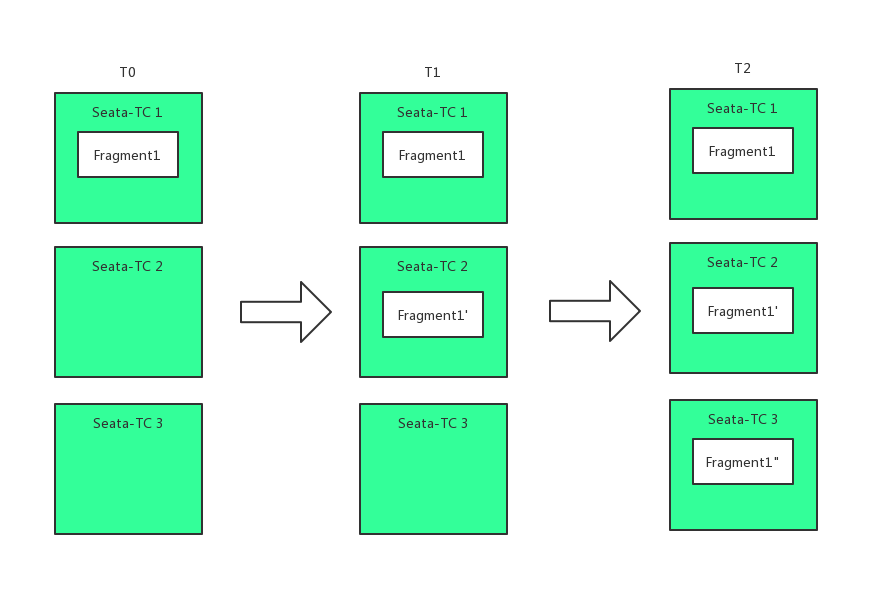 T0
Seata-TC 1
Fragment1
Seata-TC 2
Seata-TC 3
T1
Seata-TC 1
Fragment1
Seata-TC 2
Fragment1'
Seata-TC 3
T2
Seata-TC 1
Fragment1
Seata-TC 2
Fragment1'
Seata-TC 3
Fragment1"